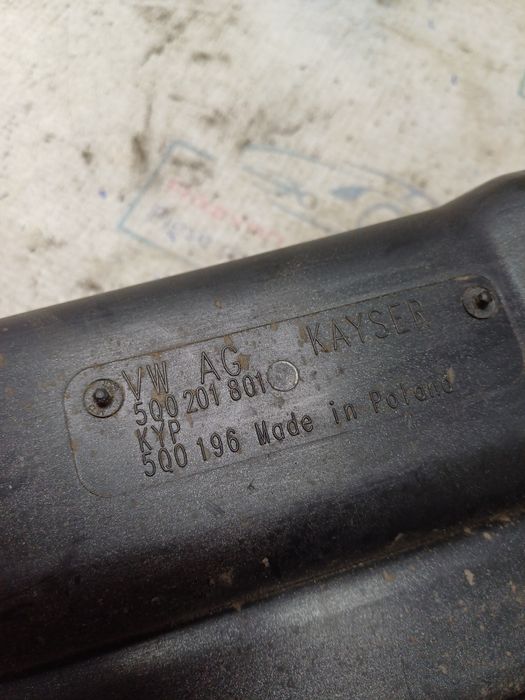 VW AG KAYSER
5Q0 201 801
KYP
5Q0 196 Made in Poland